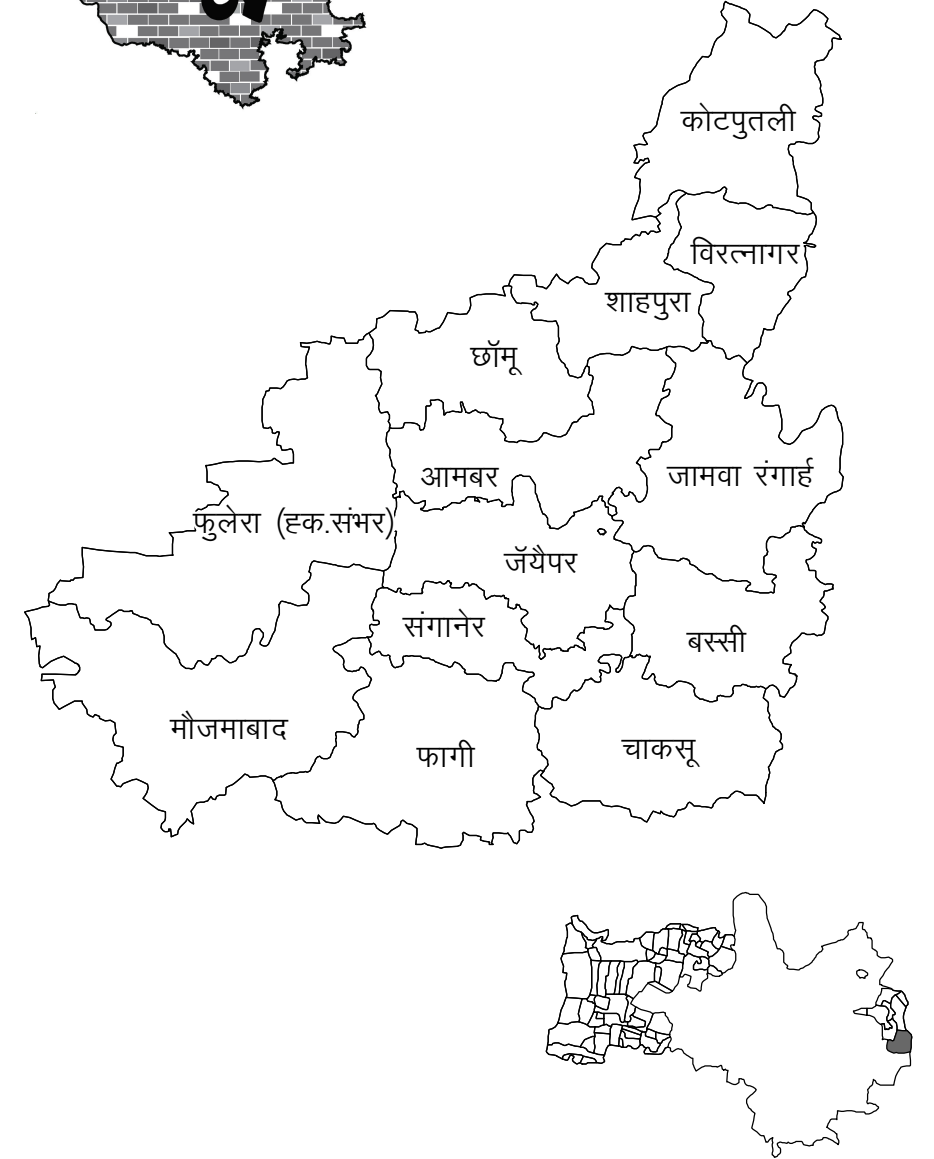 कोटपुतली
विरत्नागर
शाहपुरा
छॉमू
आमबर
जामवा रंगार्ह
फुलेरा (ह्क.संभर)
जॅयैपर
संगानेर
बस्सी
मौजमाबाद
फागी
चाकसू